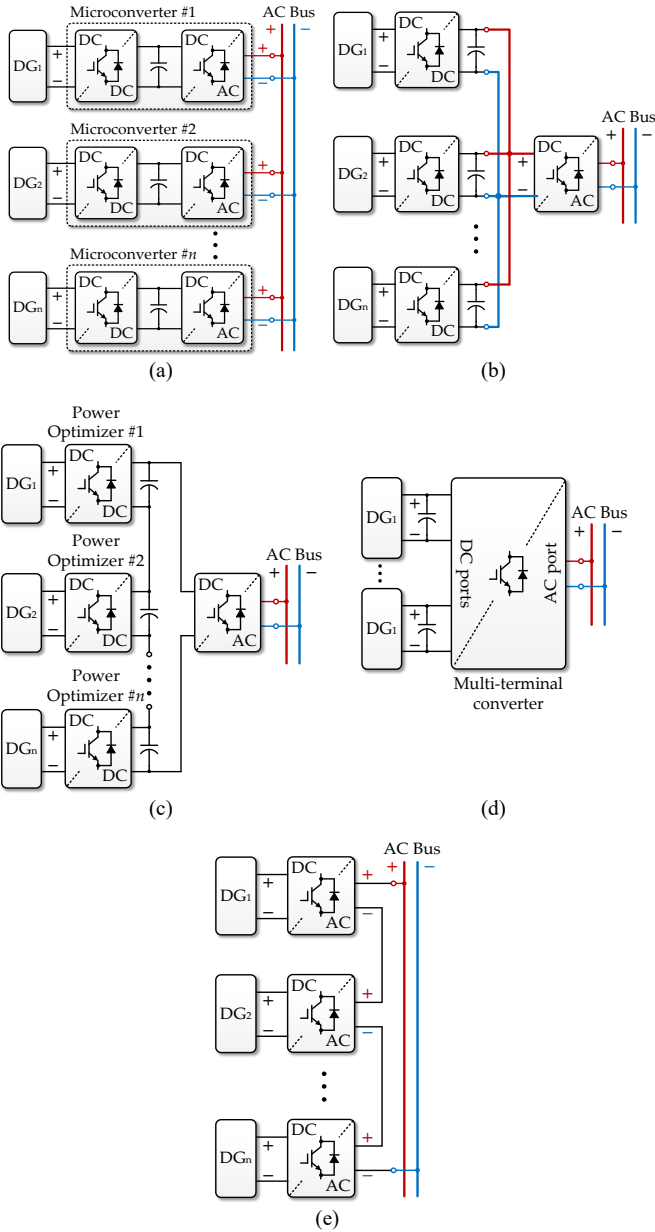 Microconverter #1
AC Bus
+ −
DG1
+
−
DC
DC
DC
AC
+
−
Microconverter #2
DG2
+
−
DC
DC
DC
AC
+
−
Microconverter #n
DGn
+
−
DC
DC
DC
AC
+
−
(a)
DG1
+
−
DC
DC
DG2
+
−
DC
DC
DGn
+
−
DC
DC
+
−
DC
AC
AC Bus
+ −
(b)
Power
Optimizer #1
DG1
+
−
DC
DC
Power
Optimizer #2
DG2
+
−
DC
DC
Power
Optimizer #n
DGn
+
−
DC
DC
DC
AC
AC Bus
+ −
(c)
DG1
+
−
DG1
+
−
DC ports
AC port
AC Bus
+ −
Multi-terminal
converter
(d)
AC Bus
+ −
DG1
+
−
DC
AC
+
−
DG2
+
−
DC
AC
+
−
DGn
+
−
DC
AC
+
−
(e)